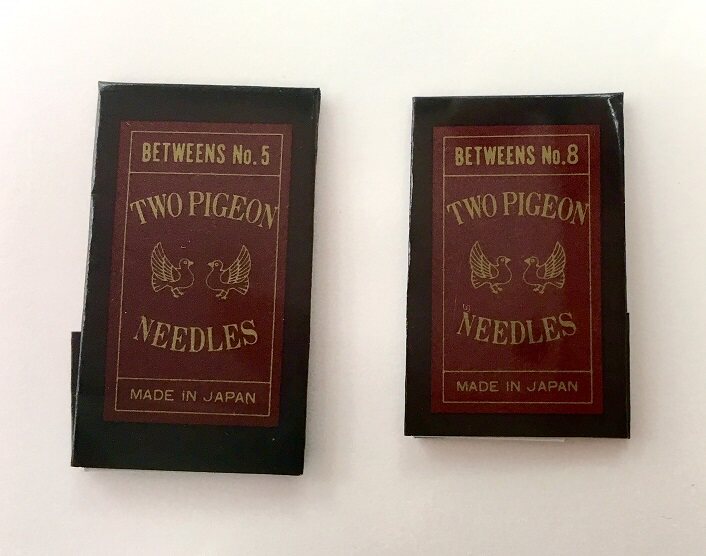 BETWEENS No. 5
TWO PIGEON
NEEDLES
MADE IN JAPAN
BETWEENS No. 8
TWO PIGEON
NEEDLES
MADE IN JAPAN